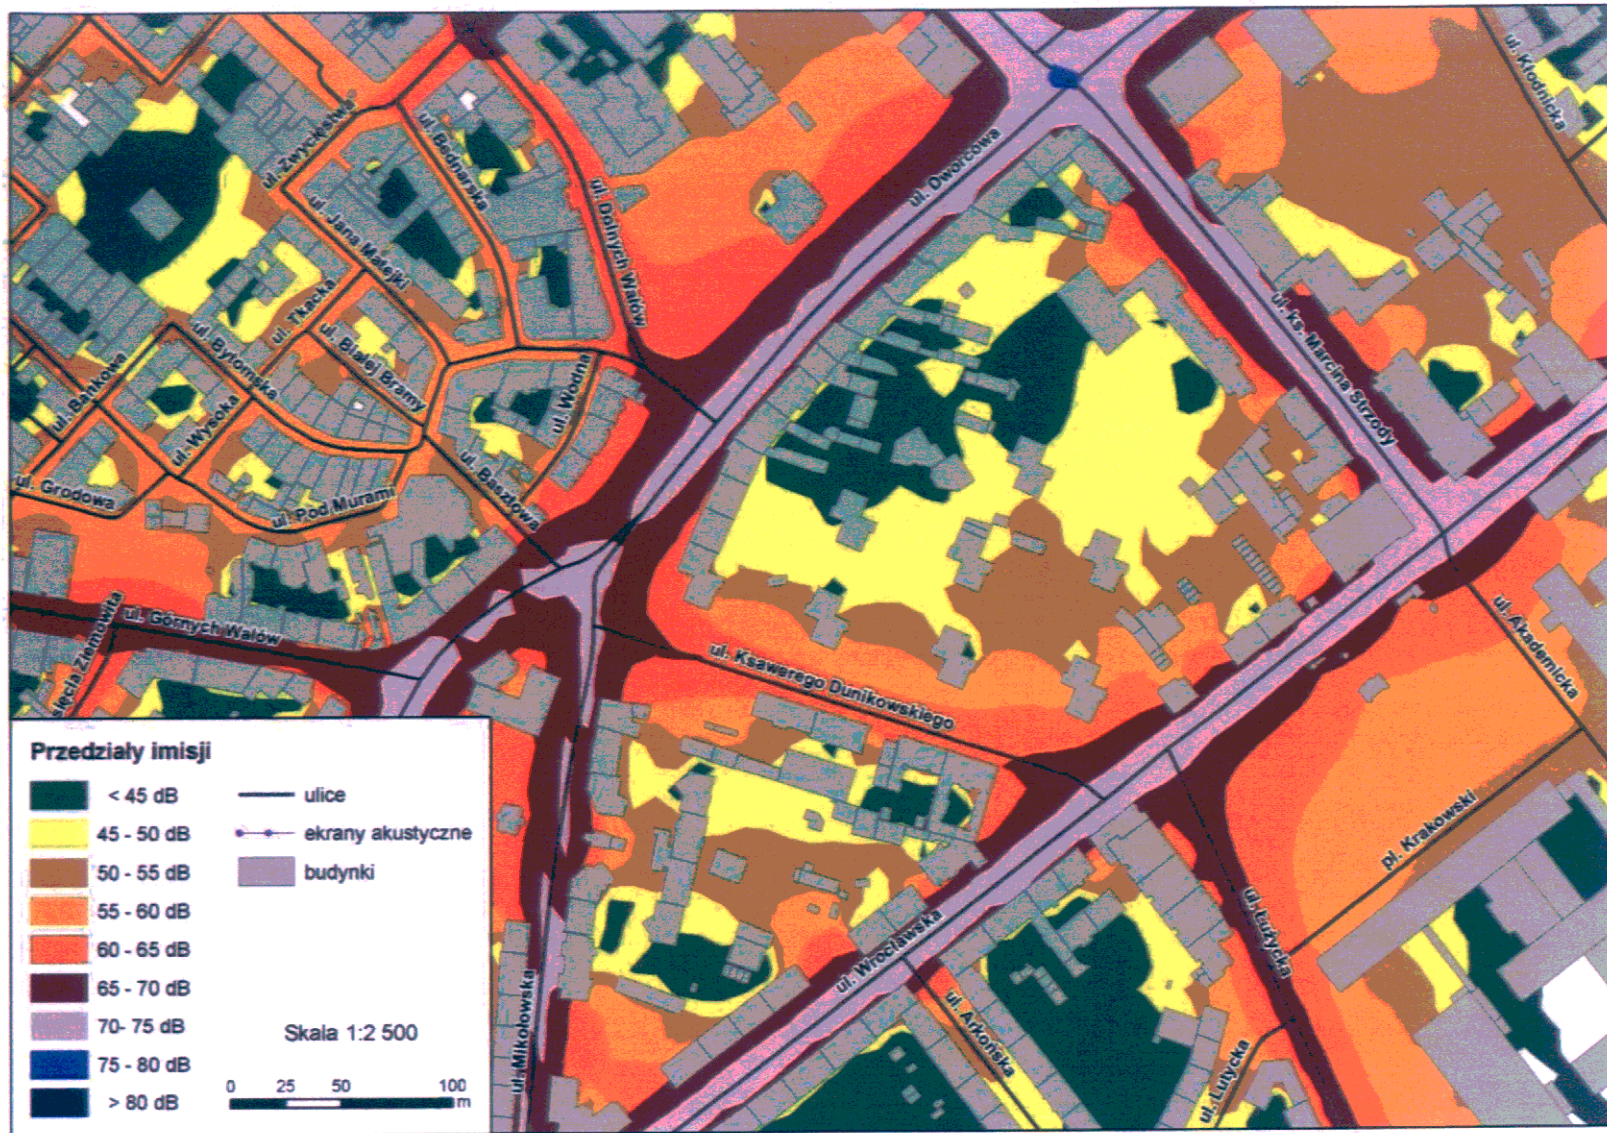 ul. Kłodnicka
ul. Zwycięstwa
ul. Bednarska
ul. Dworcowa
ul. Dolnych Wałów
ul. Jana Matejki
ul. Tkacka
ul. ks. Marcina Strzody
ul. Bytomska
ul. Białej Bramy
ul. Bankowa
ul. Wodna
ul. Wysoka
ul. Basztowa
ul. Grodowa
ul. Pod Murami
ul. Górnych Wałów
ul. Akademicka
ul. Ksawerego Dunikowskiego
sięcia Ziemowita
pl. Krakowski
ul. Łużycka
ul. Wrocławska
ul. Arkońska
ul. Mikołowska
ul. Lutycka
Przedziały imisji
< 45 dB
45 - 50 dB
50 - 55 dB
55 - 60 dB
60 - 65 dB
65 - 70 dB
70- 75 dB
75 - 80 dB
> 80 dB
ulice
ekrany akustyczne
budynki
Skala 1:2 500
0 25 50 100
m